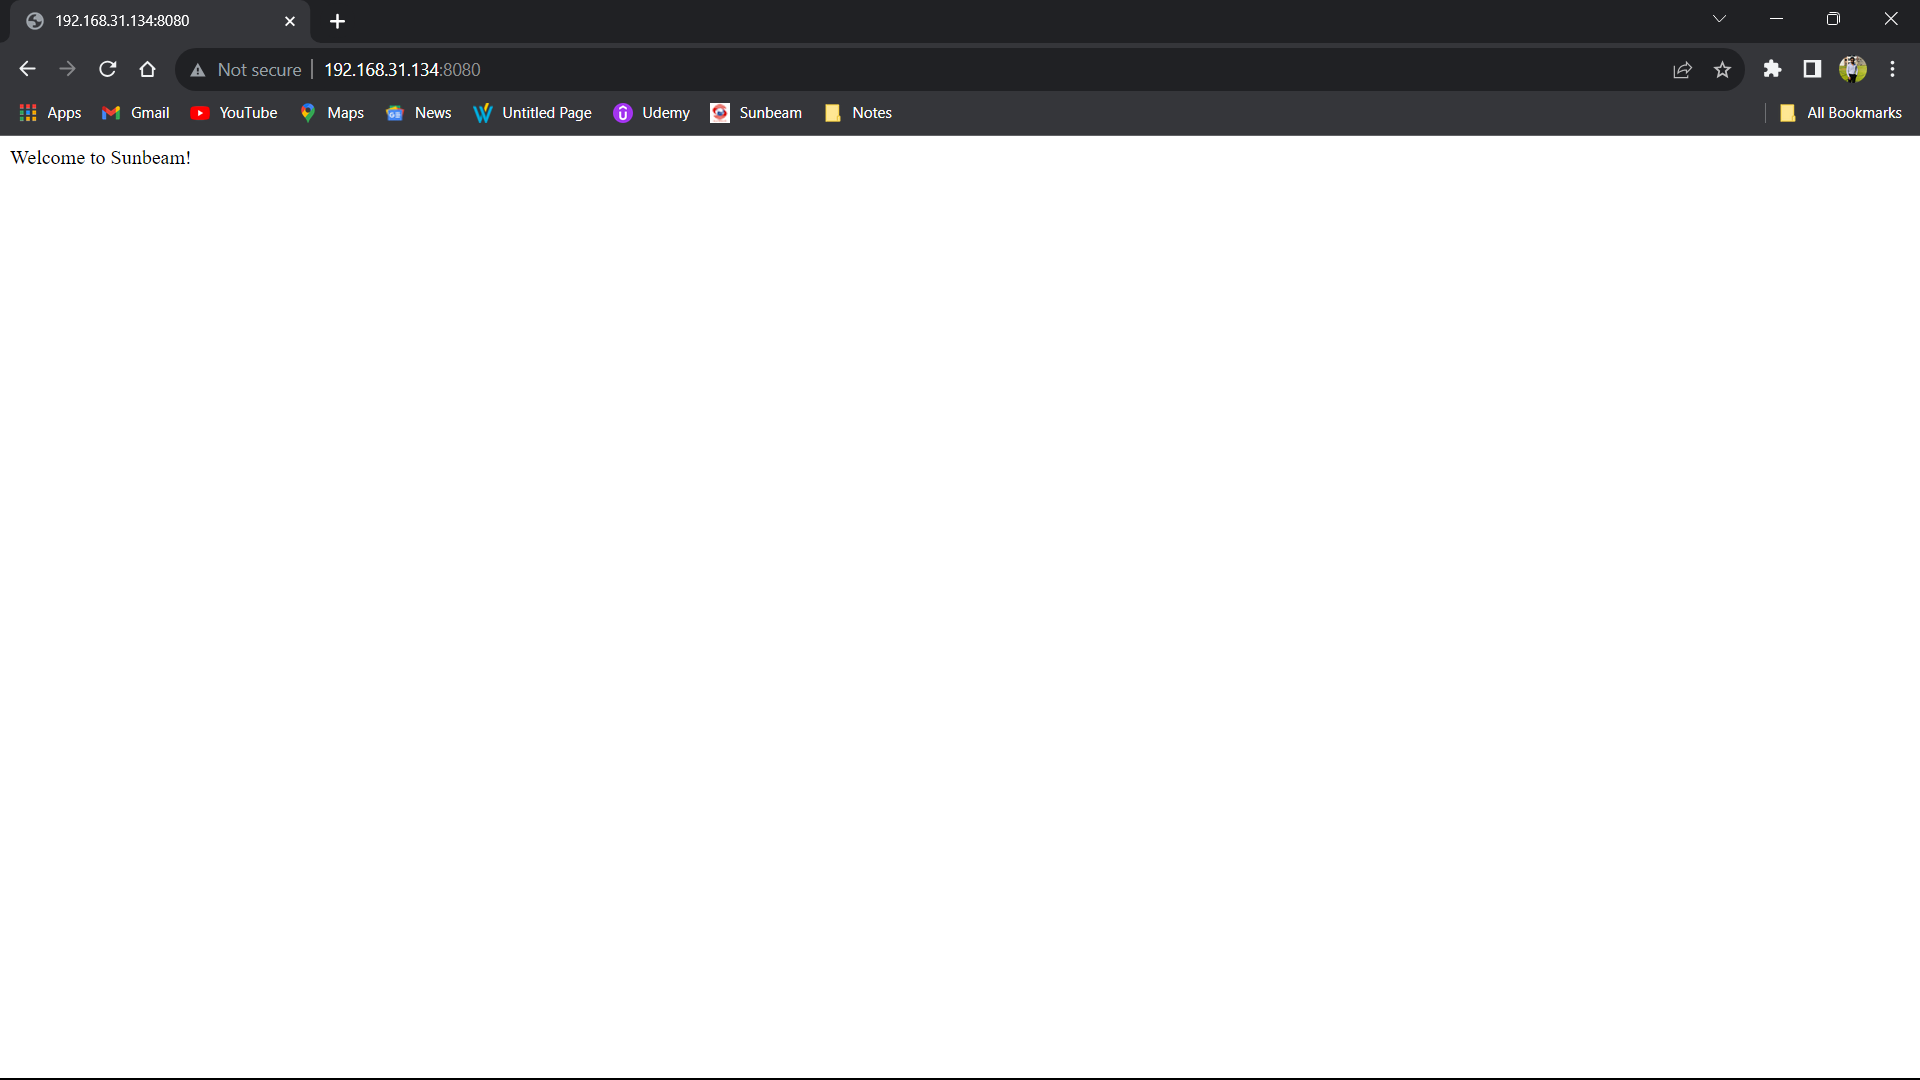 192.168.31.134:8080
Not secure 192.168.31.134:8080
Apps Gmail YouTube Maps News Untitled Page Udemy Sunbeam Notes All Bookmarks
Welcome to Sunbeam!